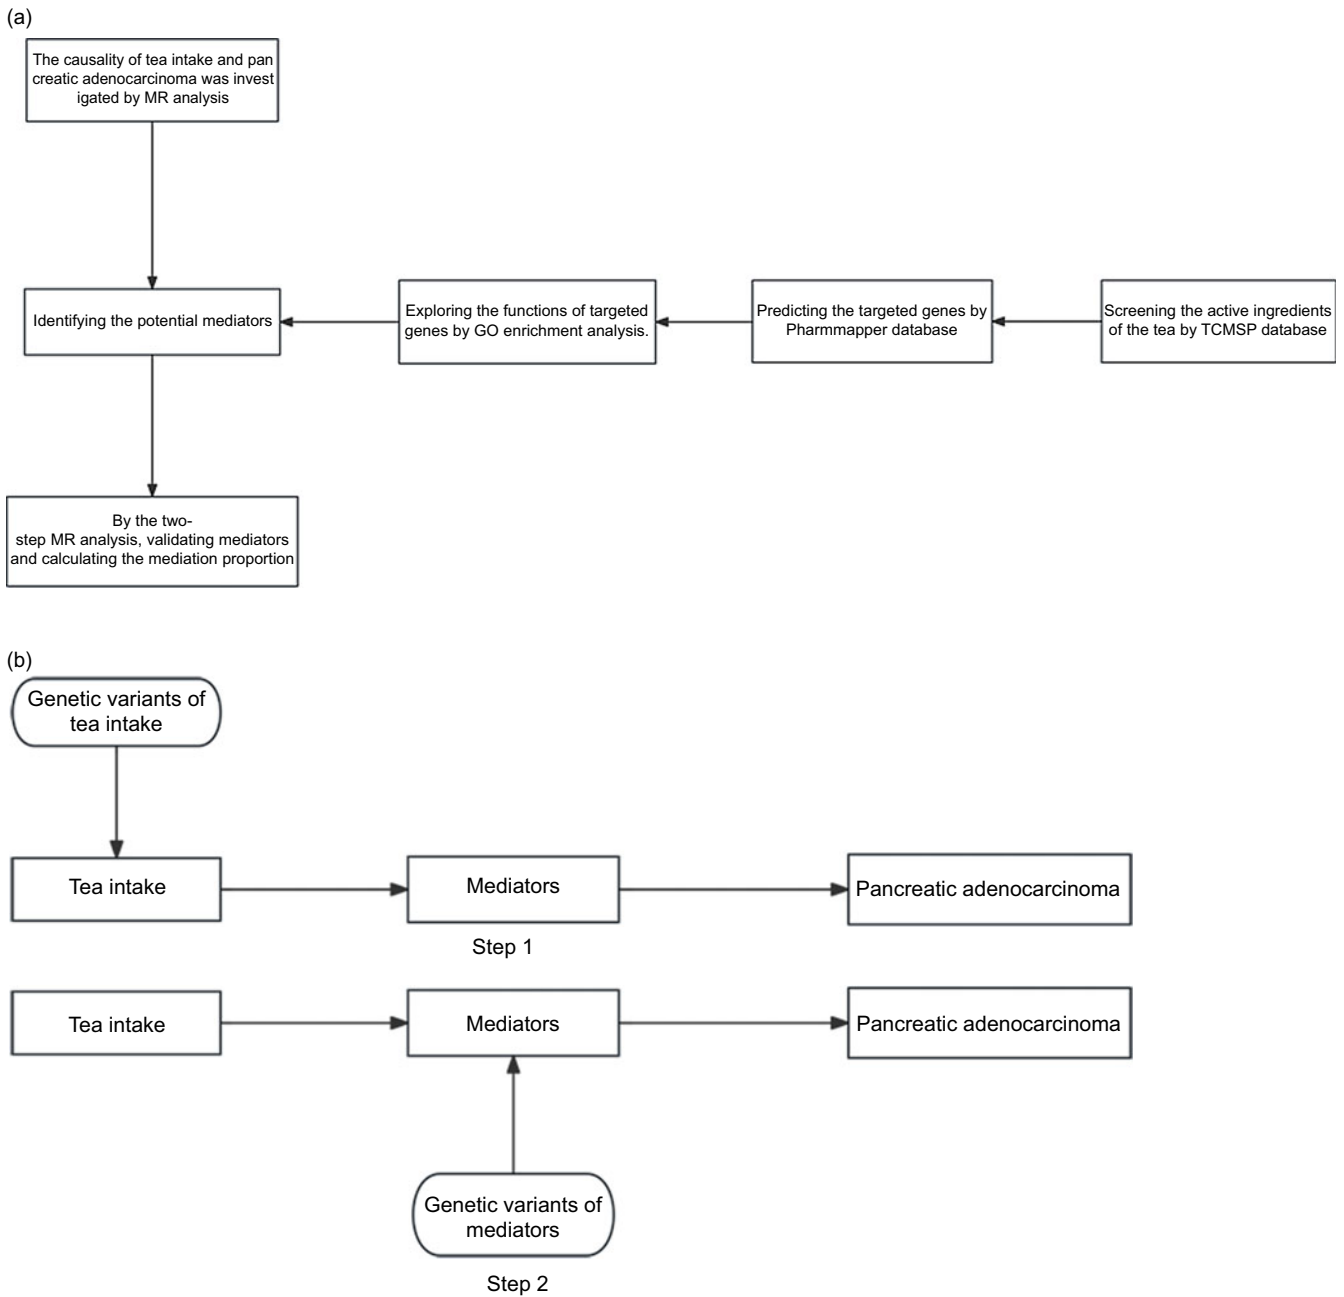 (a)
The causality of tea intake and pan
creatic adenocarcinoma was invest
igated by MR analysis
Identifying the potential mediators
Exploring the functions of targeted
genes by GO enrichment analysis.
Predicting the targeted genes by
Pharmmapper database
Screening the active ingredients
of the tea by TCMSP database
By the two-
step MR analysis, validating mediators
and calculating the mediation proportion
(b)
Genetic variants of
tea intake
Tea intake
Mediators
Pancreatic adenocarcinoma
Step 1
Tea intake
Mediators
Pancreatic adenocarcinoma
Genetic variants of
mediators
Step 2